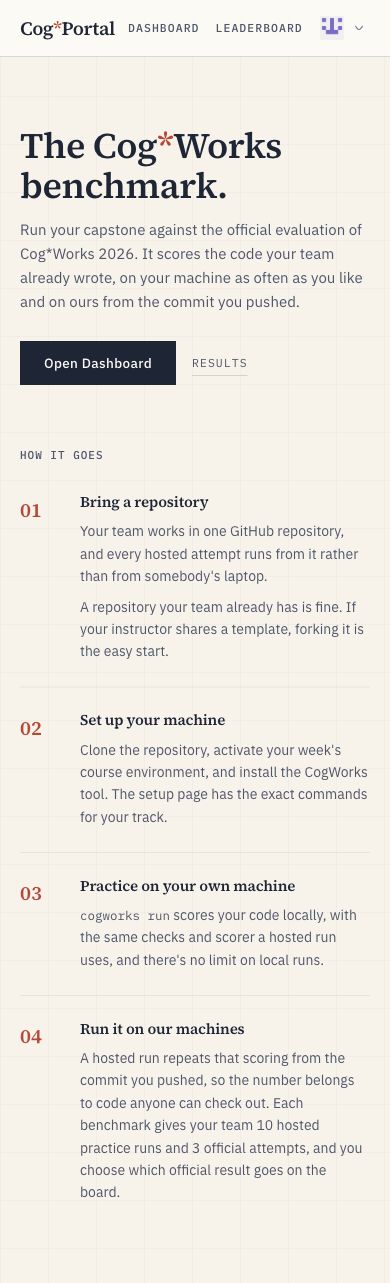 Cog*Portal DASHBOARD LEADERBOARD
The Cog*Works
benchmark.
Run your capstone against the official evaluation of
Cog*Works 2026. It scores the code your team
already wrote, on your machine as often as you like
and on ours from the commit you pushed.
Open Dashboard RESULTS
HOW IT GOES
01 Bring a repository
Your team works in one GitHub repository,
and every hosted attempt runs from it rather
than from somebody's laptop.
A repository your team already has is fine. If
your instructor shares a template, forking it is
the easy start.
02 Set up your machine
Clone the repository, activate your week's
course environment, and install the CogWorks
tool. The setup page has the exact commands
for your track.
03 Practice on your own machine
cogworks run scores your code locally, with
the same checks and scorer a hosted run
uses, and there's no limit on local runs.
04 Run it on our machines
A hosted run repeats that scoring from the
commit you pushed, so the number belongs
to code anyone can check out. Each
benchmark gives your team 10 hosted
practice runs and 3 official attempts, and you
choose which official result goes on the
board.